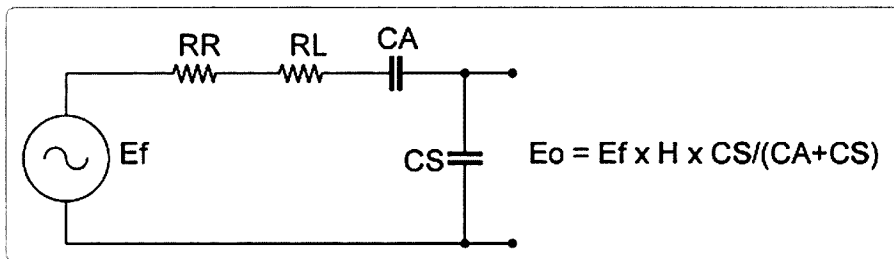 RR RL CA
Ef
CS
Eo = Ef x H x CS/(CA+CS)